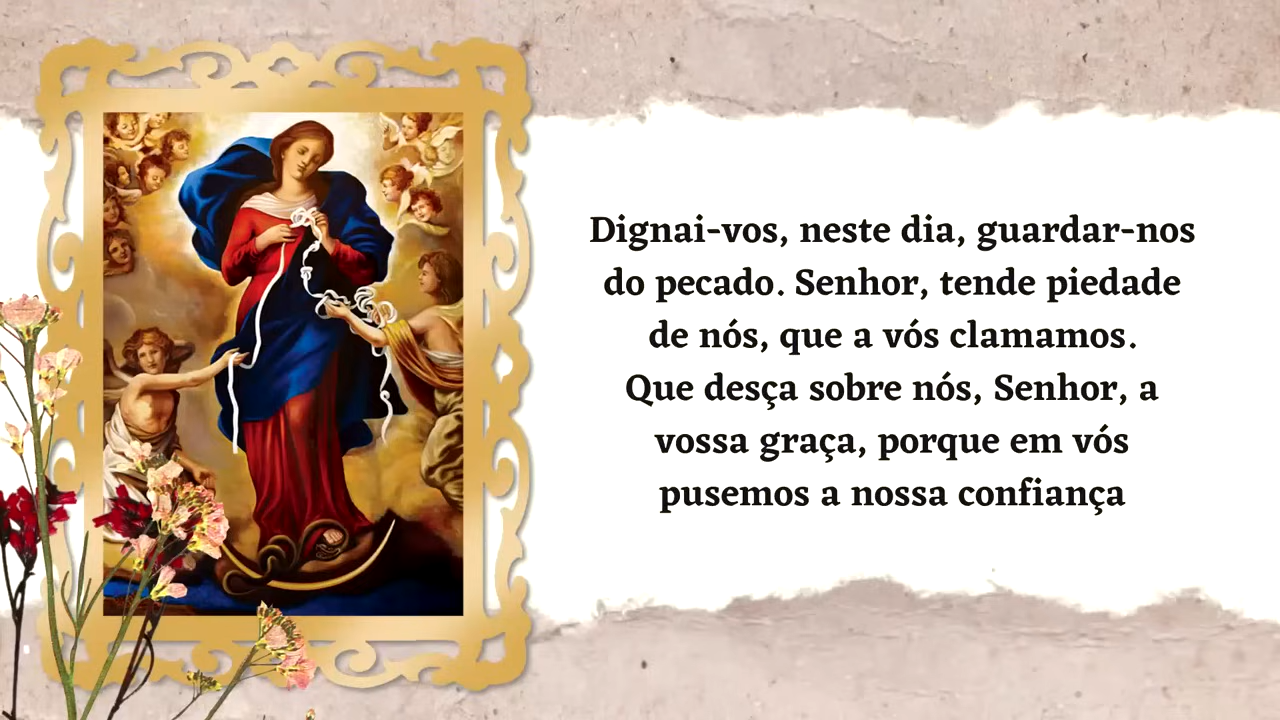 Dignai-vos, neste dia, guardar-nos
do pecado. Senhor, tende piedade
de nós, que a vós clamamos.
Que desça sobre nós, Senhor, a
vossa graça, porque em vós
pusemos a nossa confiança